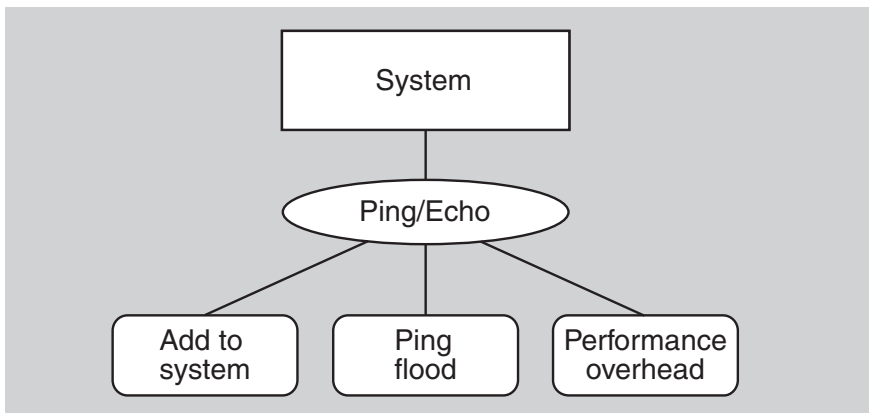 System
Ping/Echo
Add to
system
Ping
flood
Performance
overhead